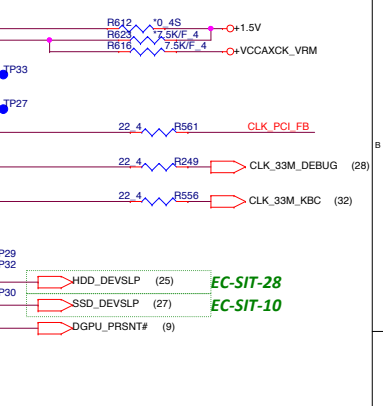 R612 *0_4S
+1.5V
R623 *7.5K/F_4
R616 7.5K/F_4
+VCCAXCK_VRM
TP33
TP27
22_4 R561 CLK_PCI_FB
B
22_4 R249 CLK_33M_DEBUG (28)
22_4 R556 CLK_33M_KBC (32)
P29
P32
HDD_DEVSLP (25) EC-SIT-28
P30
SSD_DEVSLP (27) EC-SIT-10
DGPU_PRSNT# (9)